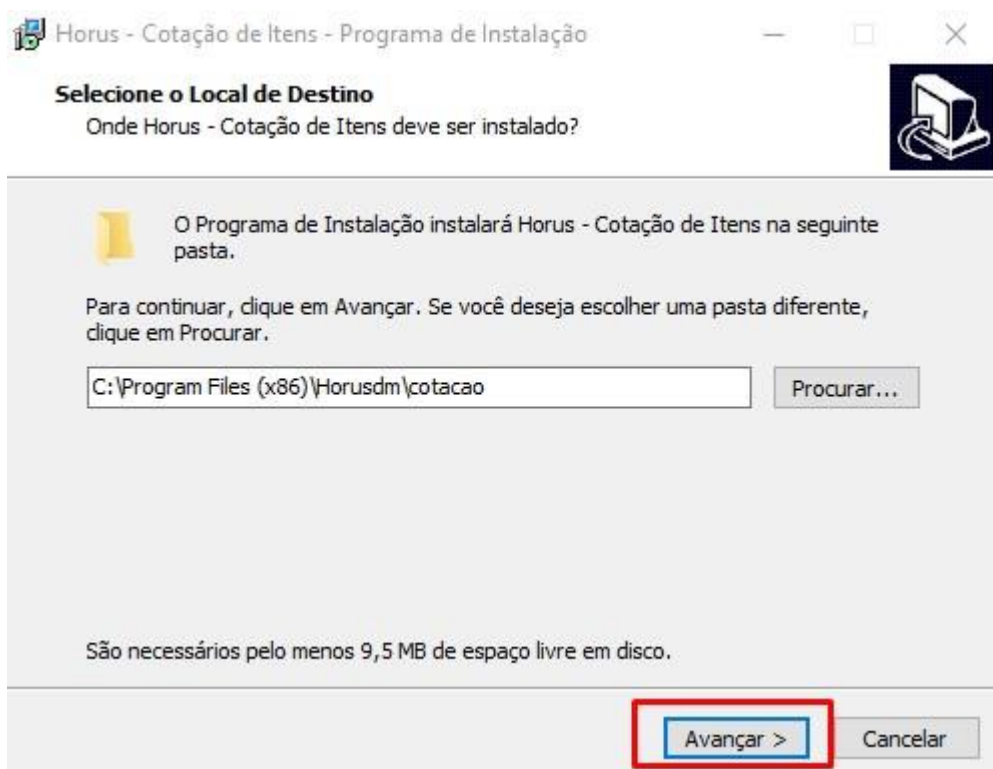 Horus - Cotação de Itens - Programa de Instalação
Selecione o Local de Destino
Onde Horus - Cotação de Itens deve ser instalado?
O Programa de Instalação instalará Horus - Cotação de Itens na seguinte
pasta.
Para continuar, clique em Avançar. Se você deseja escolher uma pasta diferente,
clique em Procurar.
C:\Program Files (x86)\Horusdm\cotacao
Procurar...
São necessários pelo menos 9,5 MB de espaço livre em disco.
Avançar >
Cancelar